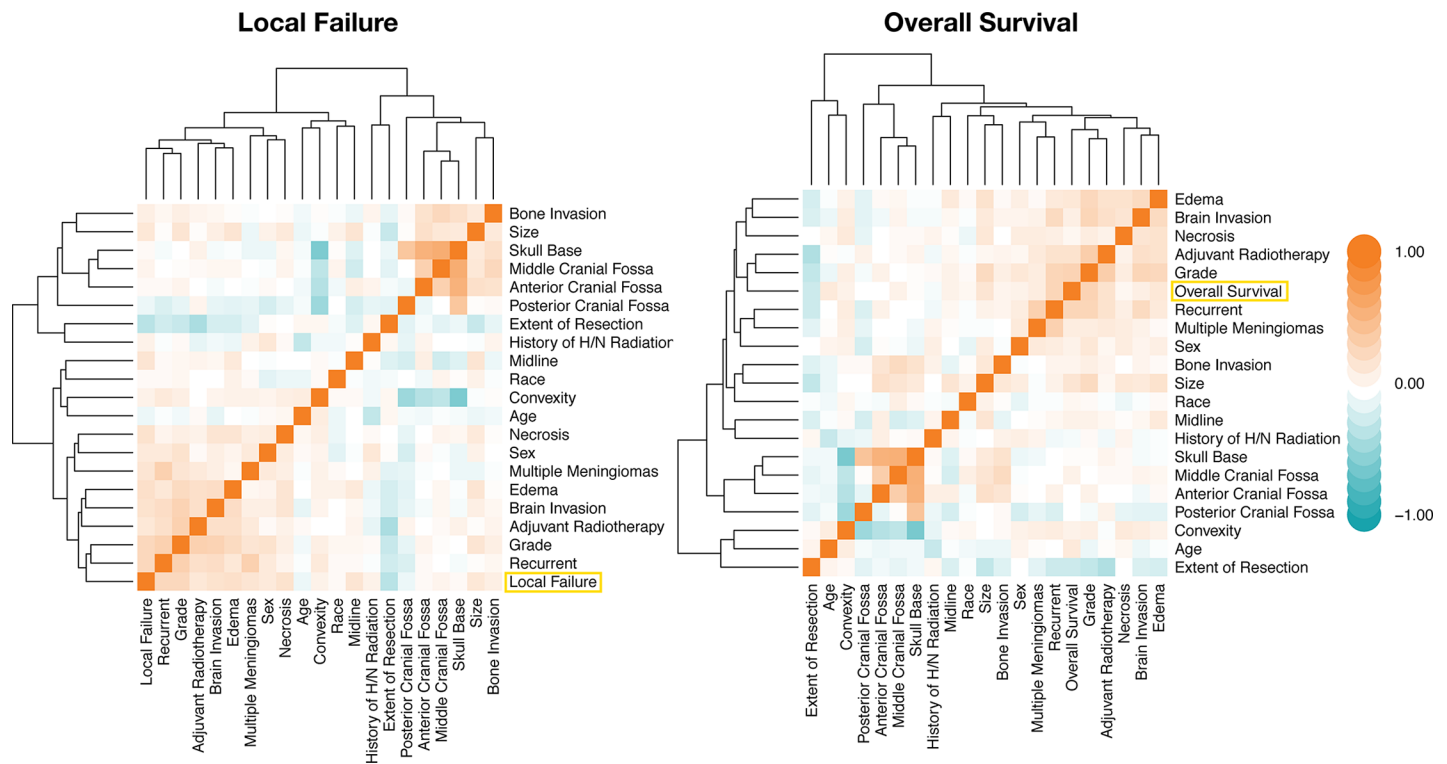 Local Failure
Overall Survival
Bone Invasion
Size
Skull Base
Middle Cranial Fossa
Anterior Cranial Fossa
Posterior Cranial Fossa
Extent of Resection
History of H/N Radiation
Midline
Race
Convexity
Age
Necrosis
Sex
Multiple Meningiomas
Edema
Brain Invasion
Adjuvant Radiotherapy
Grade
Recurrent
Local Failure
Local Failure
Recurrent
Grade
Adjuvant Radiotherapy
Brain Invasion
Edema
Multiple Meningiomas
Sex
Necrosis
Age
Convexity
Race
Midline
History of H/N Radiation
Extent of Resection
Posterior Cranial Fossa
Anterior Cranial Fossa
Middle Cranial Fossa
Skull Base
Size
Bone Invasion
Edema
Brain Invasion
Necrosis
Adjuvant Radiotherapy
Grade
Overall Survival
Recurrent
Multiple Meningiomas
Sex
Bone Invasion
Size
Race
Midline
History of H/N Radiation
Skull Base
Middle Cranial Fossa
Anterior Cranial Fossa
Posterior Cranial Fossa
Convexity
Age
Extent of Resection
Extent of Resection
Age
Convexity
Posterior Cranial Fossa
Anterior Cranial Fossa
Middle Cranial Fossa
Skull Base
History of H/N Radiation
Midline
Race
Size
Bone Invasion
Sex
Multiple Meningiomas
Recurrent
Overall Survival
Grade
Adjuvant Radiotherapy
Necrosis
Brain Invasion
Edema
1.00
0.00
−1.00